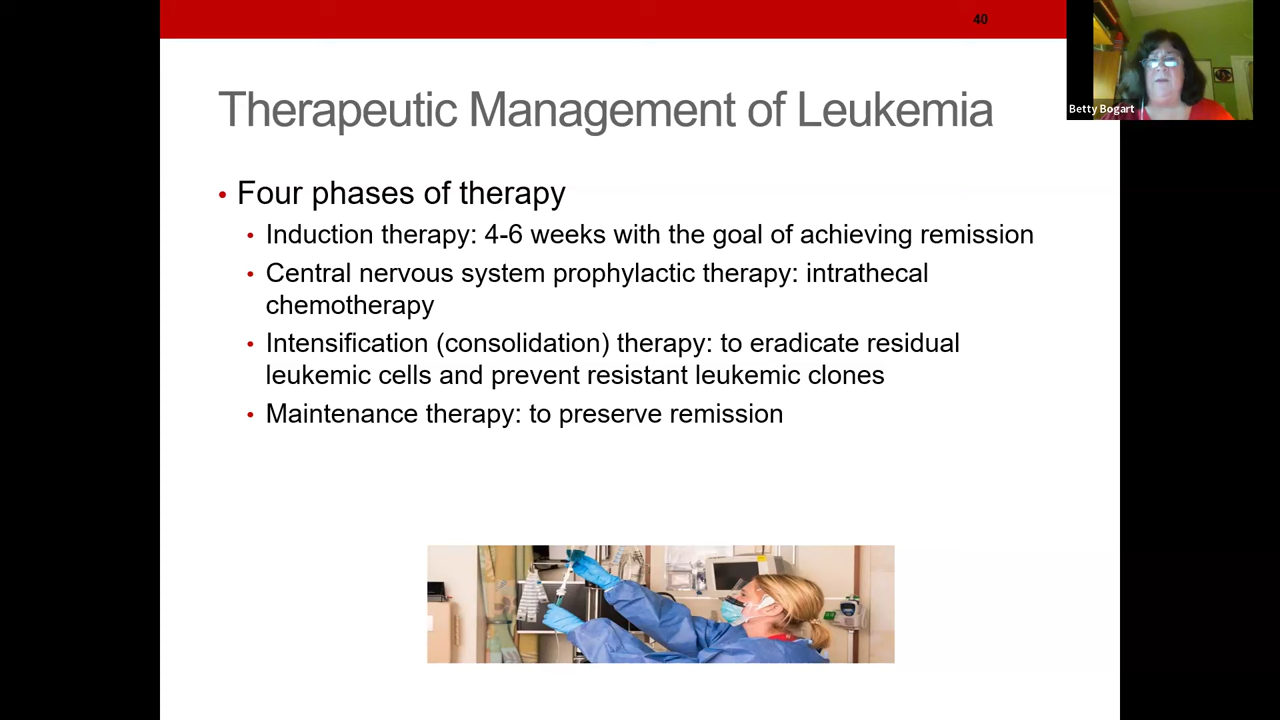 40
Betty Bogart
Therapeutic Management of Leukemia
• Four phases of therapy
• Induction therapy: 4-6 weeks with the goal of achieving remission
• Central nervous system prophylactic therapy: intrathecal
chemotherapy
• Intensification (consolidation) therapy: to eradicate residual
leukemic cells and prevent resistant leukemic clones
• Maintenance therapy: to preserve remission